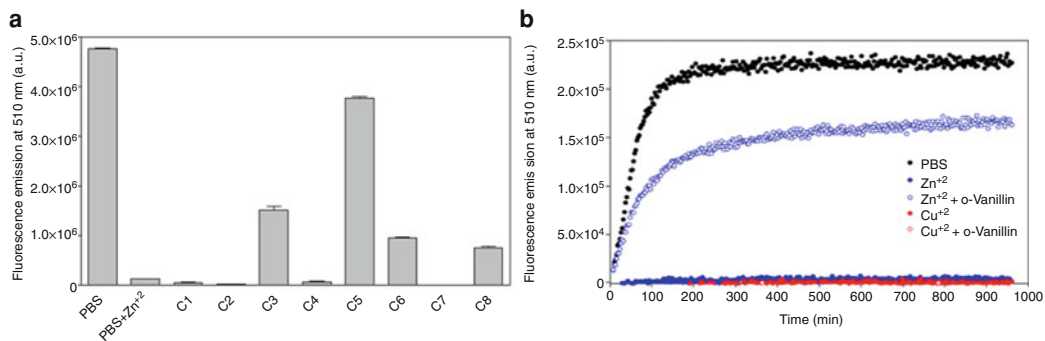 a
Fluorescence emission at 510 nm (a.u.)
5.0×10⁶
4.0×10⁶
3.0×10⁶
2.0×10⁶
1.0×10⁶
0
PBS
PBS+Zn⁺²
C1
C2
C3
C4
C5
C6
C7
C8
b
Fluorescence emis sion at 510 nm (a.u.)
2.5×10⁵
2.0×10⁵
1.5×10⁵
1.0×10⁵
5.0×10⁴
0
0 100 200 300 400 500 600 700 800 900 1000
Time (min)
PBS
Zn⁺²
Zn⁺² + o-Vanillin
Cu⁺²
Cu⁺² + o-Vanillin